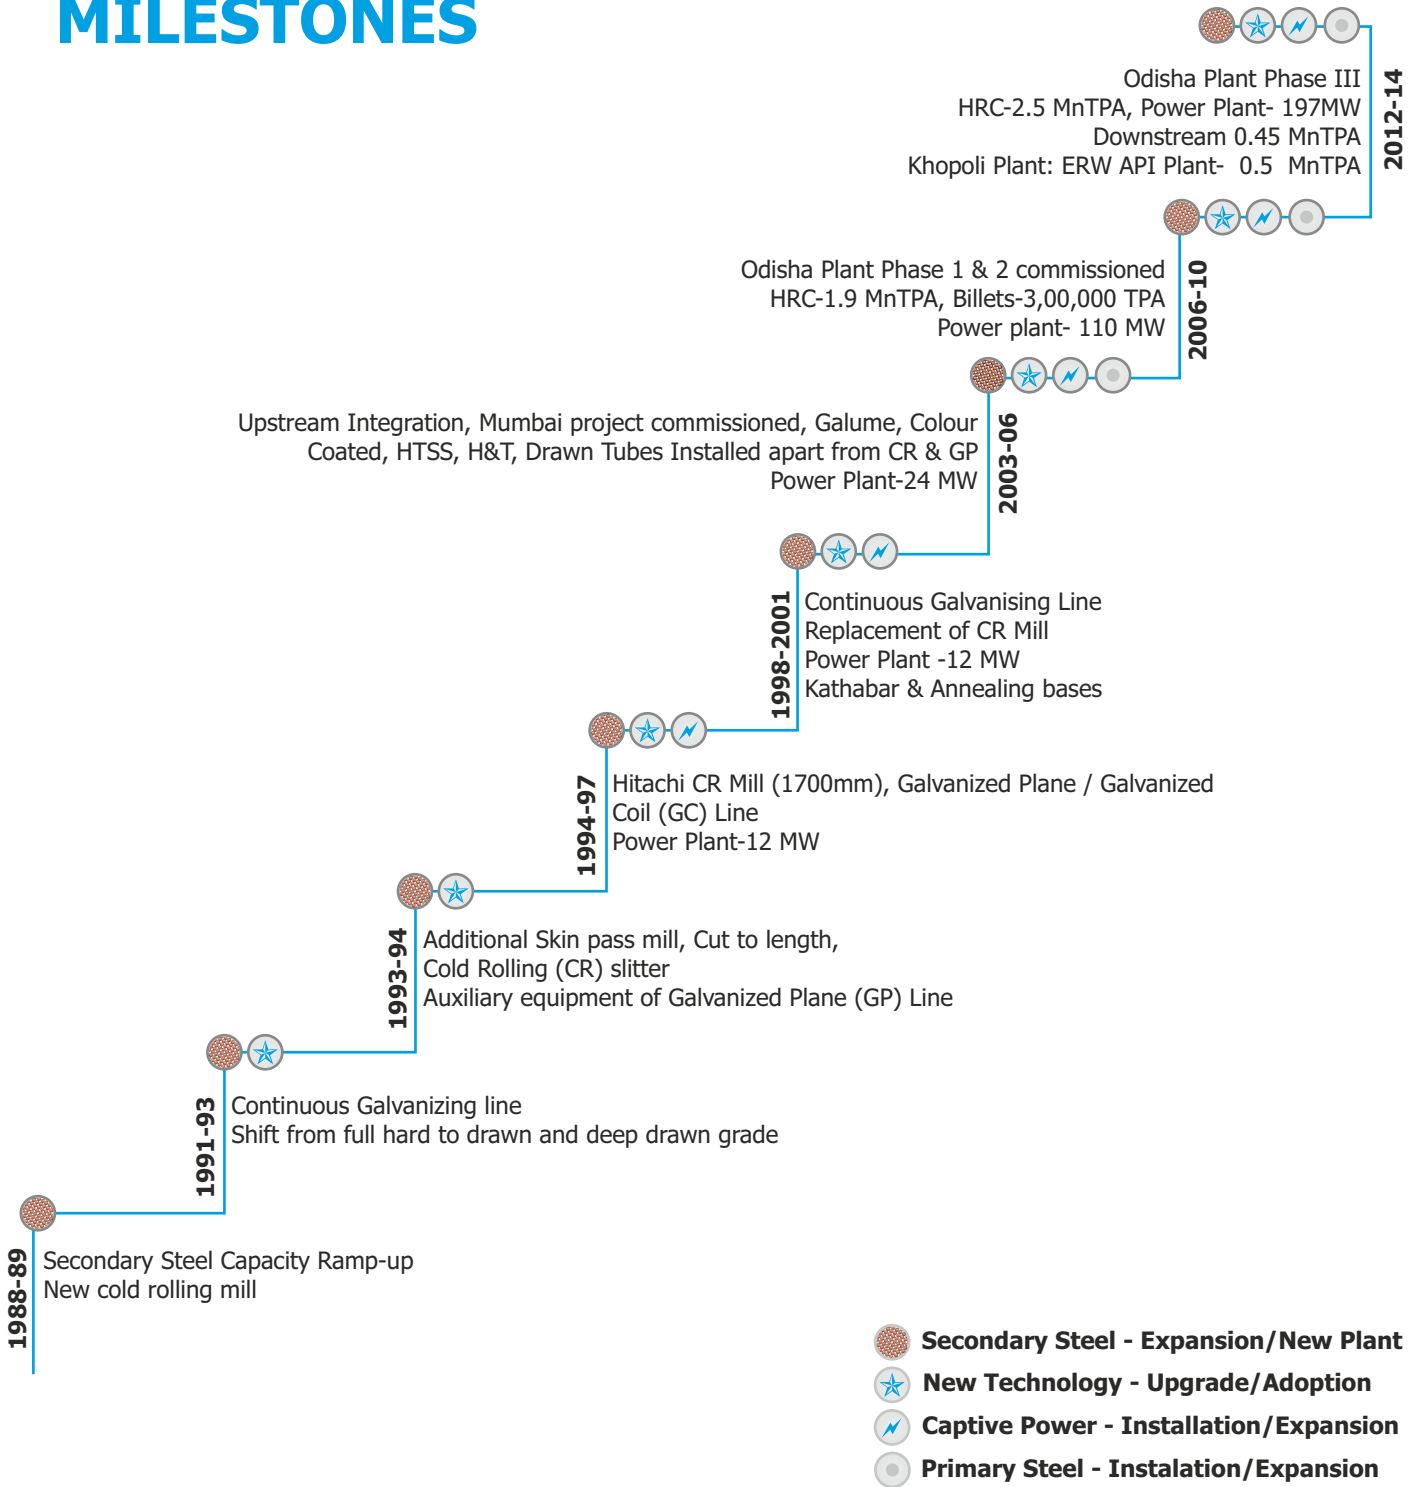 MILESTONES
Odisha Plant Phase III
HRC-2.5 MnTPA, Power Plant- 197MW
Downstream 0.45 MnTPA
Khopoli Plant: ERW API Plant- 0.5 MnTPA
2012-14
Odisha Plant Phase 1 & 2 commissioned
HRC-1.9 MnTPA, Billets-3,00,000 TPA
Power plant- 110 MW
2006-10
Upstream Integration, Mumbai project commissioned, Galume, Colour
Coated, HTSS, H&T, Drawn Tubes Installed apart from CR & GP
Power Plant-24 MW
2003-06
1998-2001
Continuous Galvanising Line
Replacement of CR Mill
Power Plant -12 MW
Kathabar & Annealing bases
1994-97
Hitachi CR Mill (1700mm), Galvanized Plane / Galvanized
Coil (GC) Line
Power Plant-12 MW
1993-94
Additional Skin pass mill, Cut to length,
Cold Rolling (CR) slitter
Auxiliary equipment of Galvanized Plane (GP) Line
1991-93
Continuous Galvanizing line
Shift from full hard to drawn and deep drawn grade
1988-89
Secondary Steel Capacity Ramp-up
New cold rolling mill
Secondary Steel - Expansion/New Plant
New Technology - Upgrade/Adoption
Captive Power - Installation/Expansion
Primary Steel - Instalation/Expansion